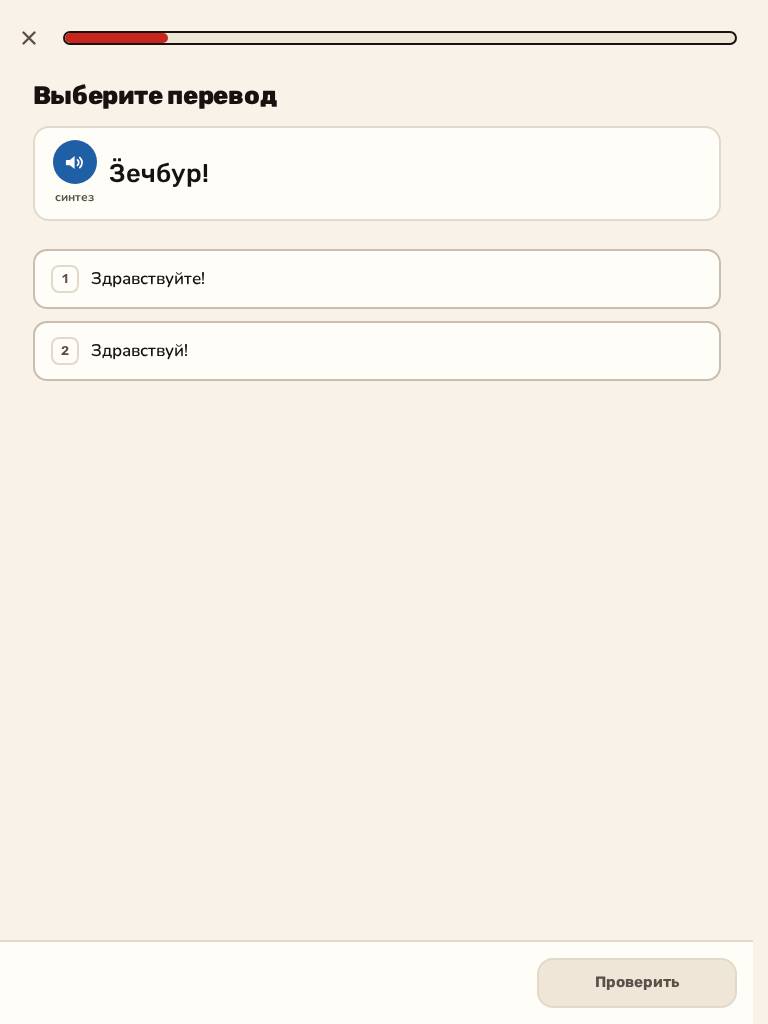 Выберите перевод
Ӟечбур!
синтез
1 Здравствуйте!
2 Здравствуй!
Проверить